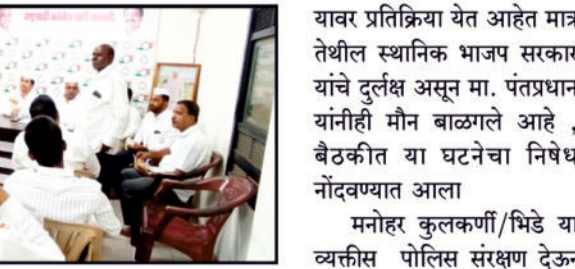 यावर प्रतिक्रिया येत आहेत मात्र
तेथील स्थानिक भाजप सरकार
यांचे दुर्लक्ष असून मा. पंतप्रधान
यांनीही मौन बाळगले आहे ,
बैठकीत या घटनेचा निषेध
नोंदवण्यात आला
मनोहर कुलकर्णी/भिडे या
व्यक्तीस पोलिस संरक्षण देऊन